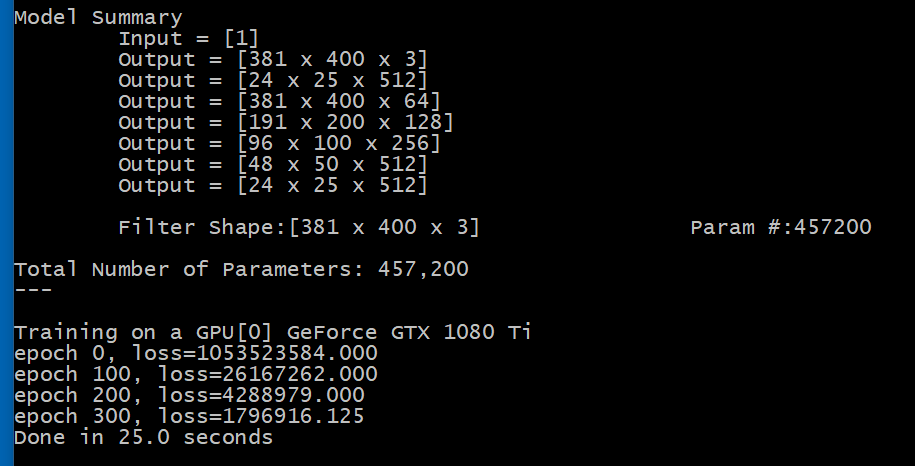 Model Summary
Input = [1]
Output = [381 x 400 x 3]
Output = [24 x 25 x 512]
Output = [381 x 400 x 64]
Output = [191 x 200 x 128]
Output = [96 x 100 x 256]
Output = [48 x 50 x 512]
Output = [24 x 25 x 512]
Filter Shape:[381 x 400 x 3] Param #:457200
Total Number of Parameters: 457,200
---
Training on a GPU[0] GeForce GTX 1080 Ti
epoch 0, loss=1053523584.000
epoch 100, loss=26167262.000
epoch 200, loss=4288979.000
epoch 300, loss=1796916.125
Done in 25.0 seconds